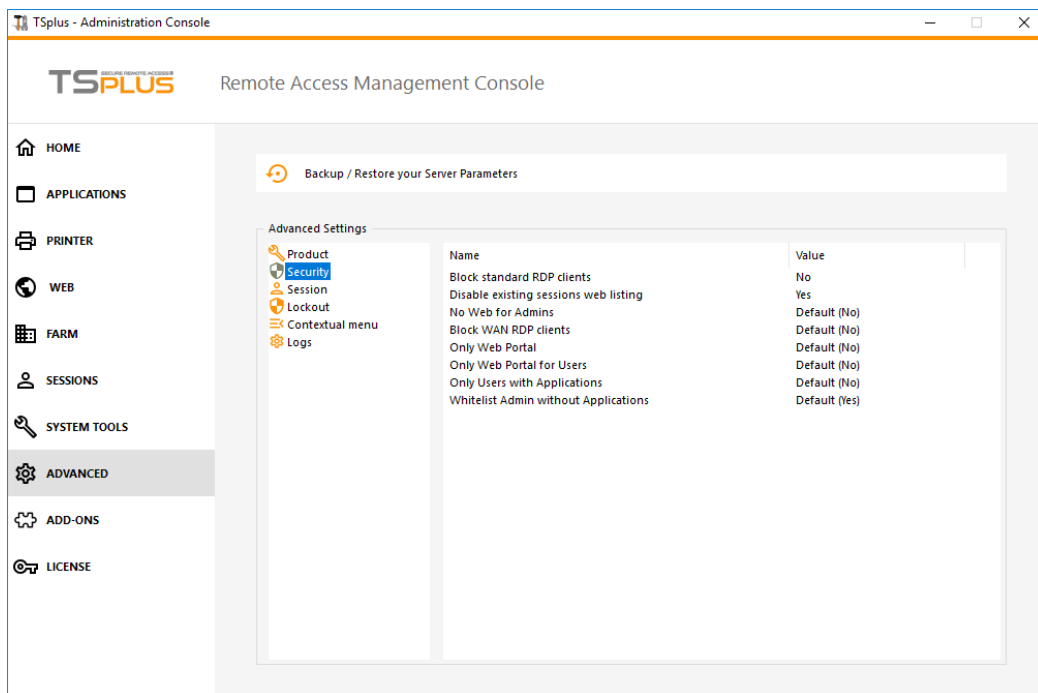 TSplus - Administration Console
TSPLUS
SECURE REMOTE ACCESS
Remote Access Management Console
HOME
APPLICATIONS
PRINTER
WEB
FARM
SESSIONS
SYSTEM TOOLS
ADVANCED
ADD-ONS
LICENSE
Backup / Restore your Server Parameters
Advanced Settings
Product
Security
Session
Lockout
Contextual menu
Logs
Name Value
Block standard RDP clients No
Disable existing sessions web listing Yes
No Web for Admins Default (No)
Block WAN RDP clients Default (No)
Only Web Portal Default (No)
Only Web Portal for Users Default (No)
Only Users with Applications Default (No)
Whitelist Admin without Applications Default (Yes)